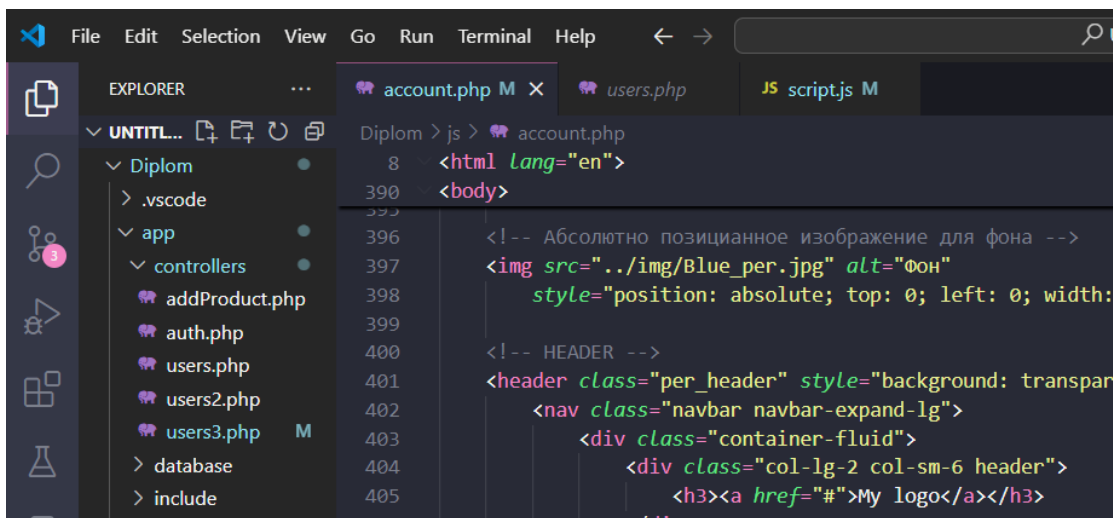 File Edit Selection View Go Run Terminal Help
EXPLORER ...
account.php M
users.php
JS script.js M
UNTITL...
Diplom
.vscode
app
controllers
addProduct.php
auth.php
users.php
users2.php
users3.php M
database
include
3
Diplom > js > account.php
8 <html lang="en">
390 <body>
395
396 <!-- Абсолютно позицианное изображение для фона -->
397 <img src="../img/Blue_per.jpg" alt="Фон"
398 style="position: absolute; top: 0; left: 0; width:
399
400 <!-- HEADER -->
401 <header class="per_header" style="background: transpar
402 <nav class="navbar navbar-expand-lg">
403 <div class="container-fluid">
404 <div class="col-lg-2 col-sm-6 header">
405 <h3><a href="#">My logo</a></h3>